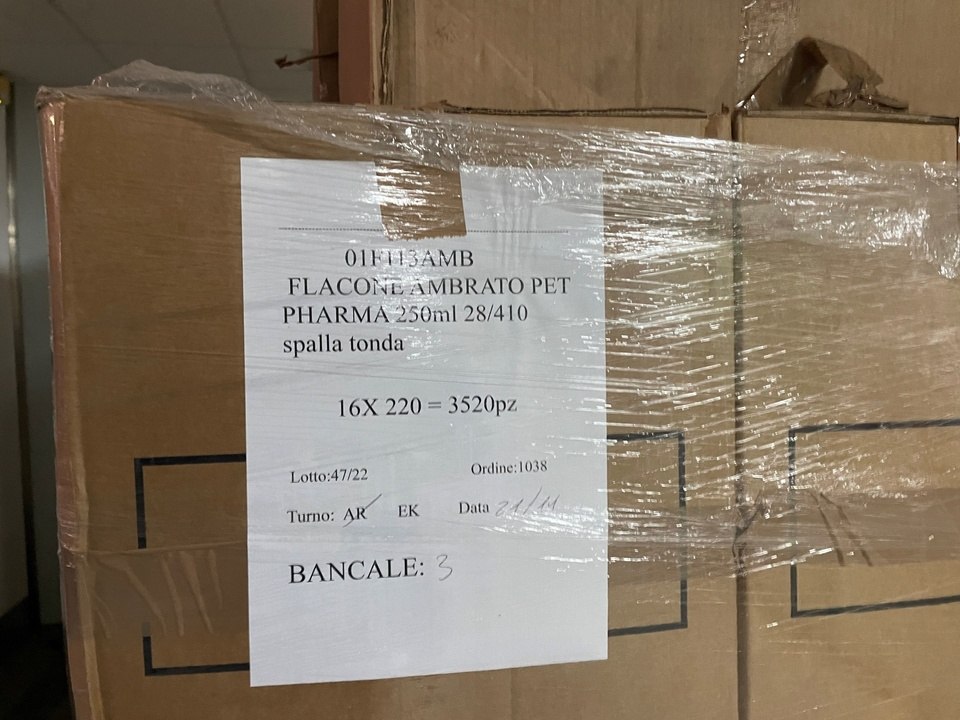 01F113AMB
FLACONE AMBRATO PET
PHARMA 250ml 28/410
spalla tonda
16X 220 = 3520pz
Lotto:47/22 Ordine:1038
Turno: AR EK Data 21/11
BANCALE: 3